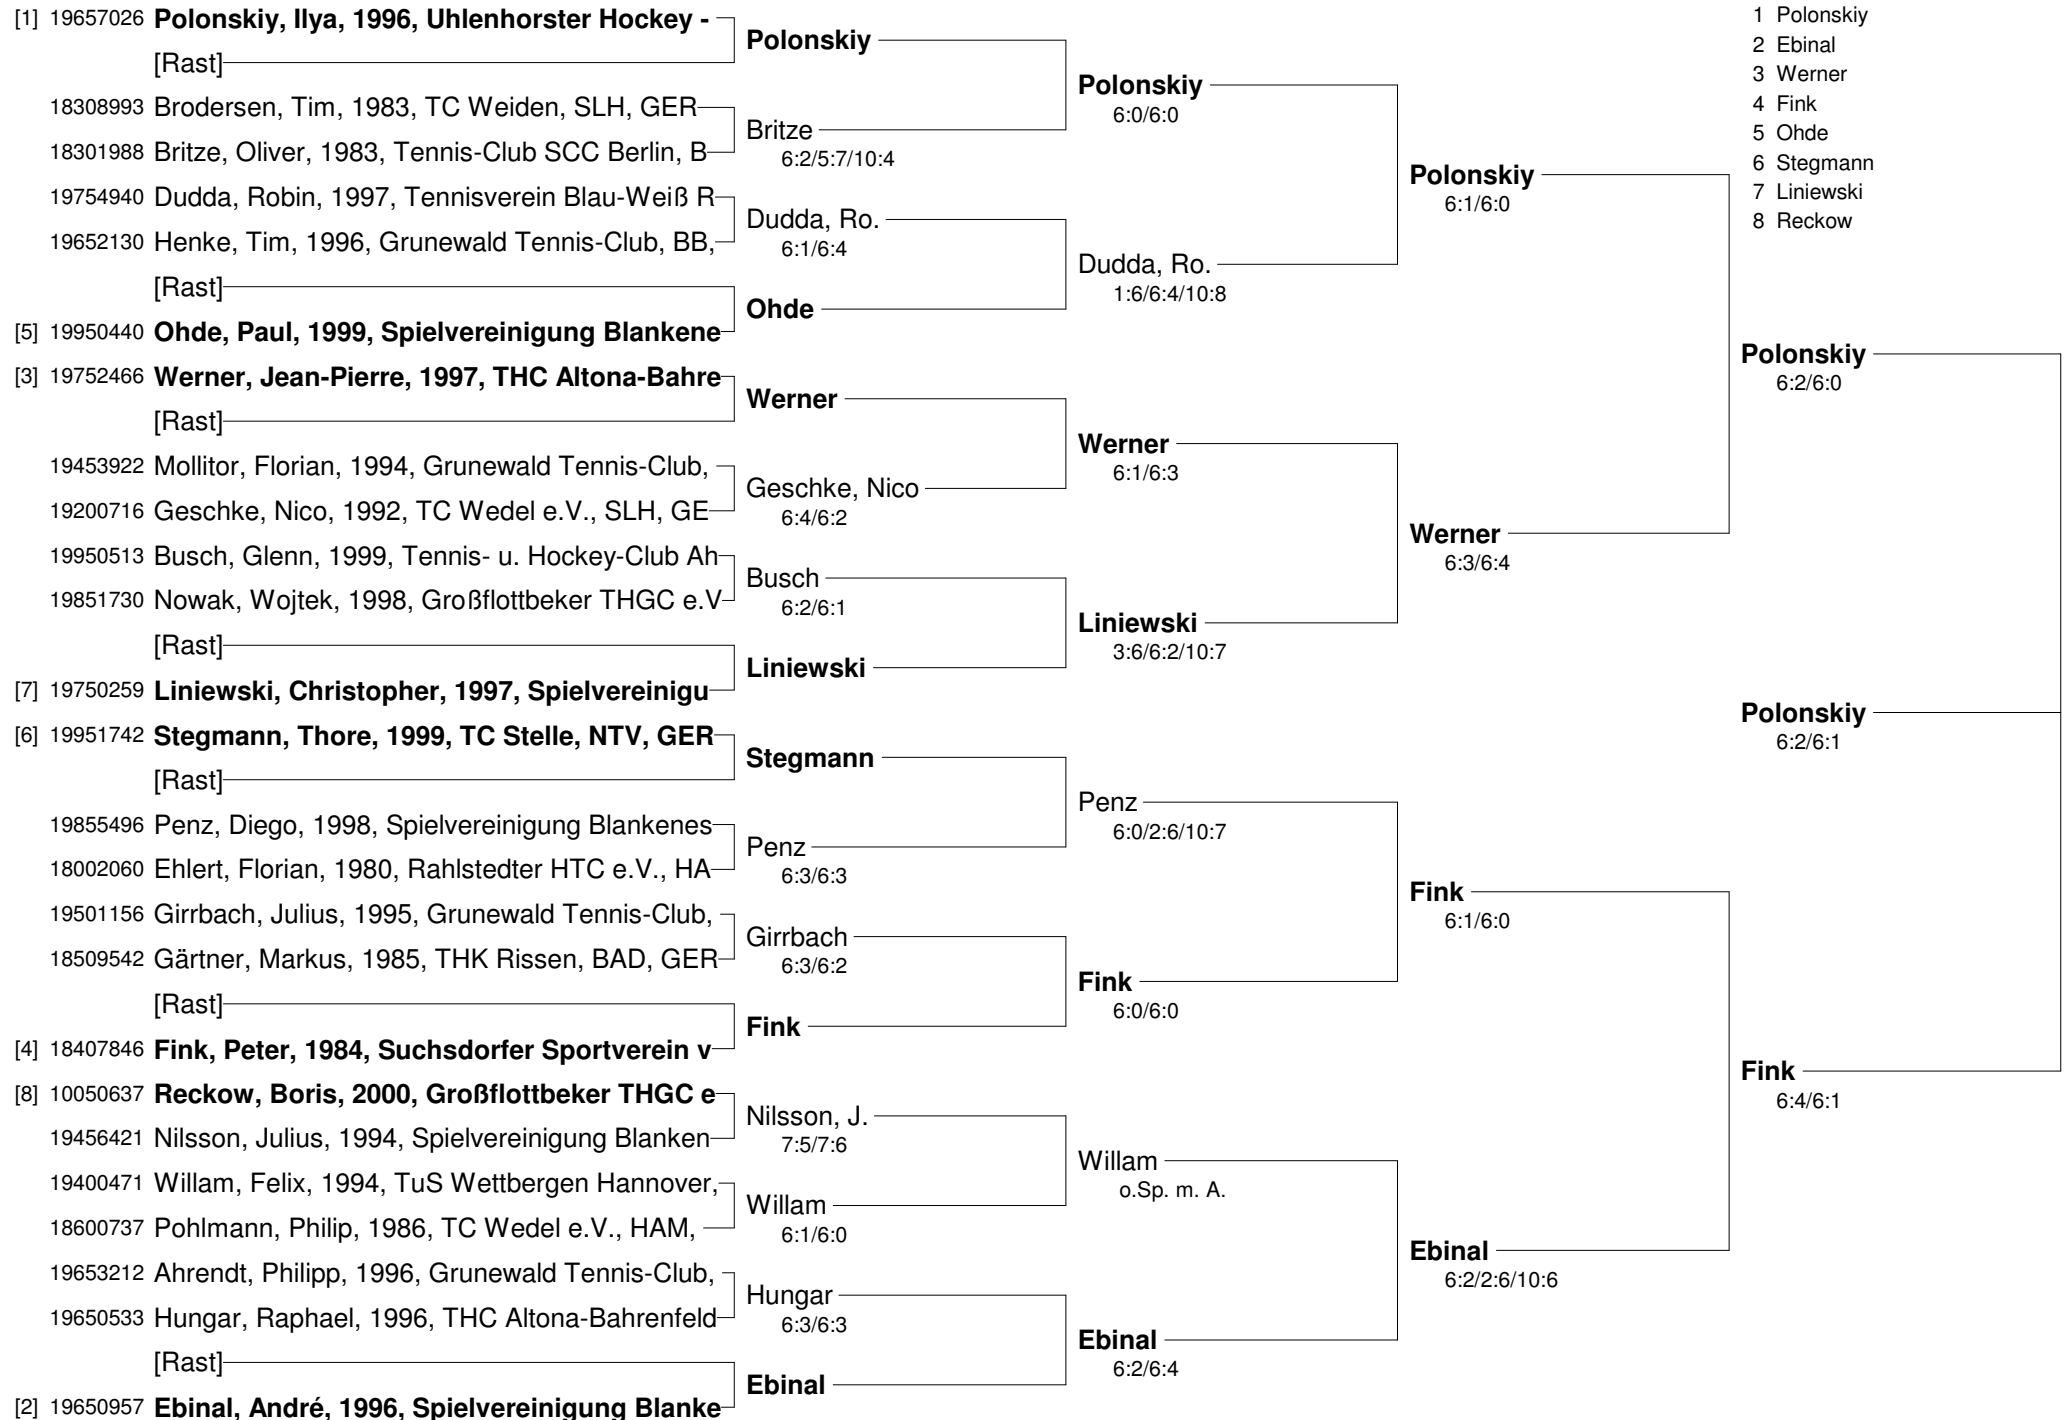 [1] 19657026 Polonskiy, Ilya, 1996, Uhlenhorster Hockey -
[Rast]
18308993 Brodersen, Tim, 1983, TC Weiden, SLH, GER
18301988 Britze, Oliver, 1983, Tennis-Club SCC Berlin, B
19754940 Dudda, Robin, 1997, Tennisverein Blau-Weiß R
19652130 Henke, Tim, 1996, Grunewald Tennis-Club, BB,
[Rast]
[5] 19950440 Ohde, Paul, 1999, Spielvereinigung Blankene
[3] 19752466 Werner, Jean-Pierre, 1997, THC Altona-Bahre
[Rast]
19453922 Mollitor, Florian, 1994, Grunewald Tennis-Club,
19200716 Geschke, Nico, 1992, TC Wedel e.V., SLH, GE
19950513 Busch, Glenn, 1999, Tennis- u. Hockey-Club Ah
19851730 Nowak, Wojtek, 1998, Großflottbeker THGC e.V
[Rast]
[7] 19750259 Liniewski, Christopher, 1997, Spielvereinigu
[6] 19951742 Stegmann, Thore, 1999, TC Stelle, NTV, GER
[Rast]
19855496 Penz, Diego, 1998, Spielvereinigung Blankenes
18002060 Ehlert, Florian, 1980, Rahlstedter HTC e.V., HA
19501156 Girrbach, Julius, 1995, Grunewald Tennis-Club,
18509542 Gärtner, Markus, 1985, THK Rissen, BAD, GER
[Rast]
[4] 18407846 Fink, Peter, 1984, Suchsdorfer Sportverein v
[8] 10050637 Reckow, Boris, 2000, Großflottbeker THGC e
19456421 Nilsson, Julius, 1994, Spielvereinigung Blanken
19400471 Willam, Felix, 1994, TuS Wettbergen Hannover,
18600737 Pohlmann, Philip, 1986, TC Wedel e.V., HAM,
19653212 Ahrendt, Philipp, 1996, Grunewald Tennis-Club,
19650533 Hungar, Raphael, 1996, THC Altona-Bahrenfeld
[Rast]
[2] 19650957 Ebinal, André, 1996, Spielvereinigung Blanke
Polonskiy
Britze
6:2/5:7/10:4
Dudda, Ro.
6:1/6:4
Ohde
Werner
Geschke, Nico
6:4/6:2
Busch
6:2/6:1
Liniewski
Stegmann
Penz
6:3/6:3
Girrbach
6:3/6:2
Fink
Nilsson, J.
7:5/7:6
Willam
6:1/6:0
Hungar
6:3/6:3
Ebinal
Polonskiy
6:0/6:0
Dudda, Ro.
1:6/6:4/10:8
Werner
6:1/6:3
Liniewski
3:6/6:2/10:7
Penz
6:0/2:6/10:7
Fink
6:0/6:0
Willam
o.Sp. m. A.
Ebinal
6:2/6:4
Polonskiy
6:1/6:0
Werner
6:3/6:4
Fink
6:1/6:0
Ebinal
6:2/2:6/10:6
1 Polonskiy
2 Ebinal
3 Werner
4 Fink
5 Ohde
6 Stegmann
7 Liniewski
8 Reckow
Polonskiy
6:2/6:0
Polonskiy
6:2/6:1
Fink
6:4/6:1